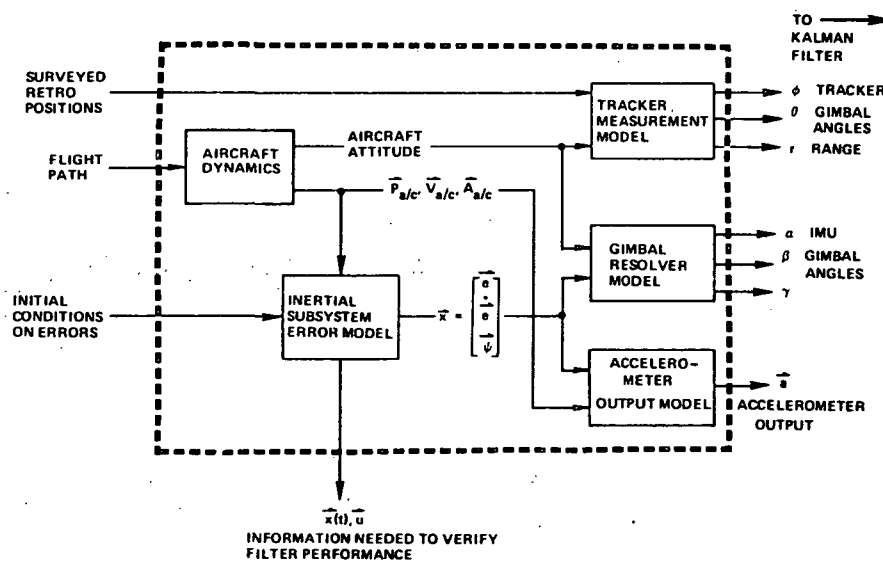 TO
KALMAN
FILTER
SURVEYED
RETRO
POSITIONS
TRACKER
MEASUREMENT
MODEL
ϕ TRACKER
θ GIMBAL
ANGLES
r RANGE
FLIGHT
PATH
AIRCRAFT
DYNAMICS
AIRCRAFT
ATTITUDE
P⃗a/c, V⃗a/c, A⃗a/c
GIMBAL
RESOLVER
MODEL
α IMU
β GIMBAL
ANGLES
γ
INITIAL
CONDITIONS
ON ERRORS
INERTIAL
SUBSYSTEM
ERROR MODEL
x⃗ =
e⃗
ė⃗
ψ⃗
ACCELERO-
METER
OUTPUT MODEL
a⃗
ACCELEROMETER
OUTPUT
x⃗(t), u⃗
INFORMATION NEEDED TO VERIFY
FILTER PERFORMANCE